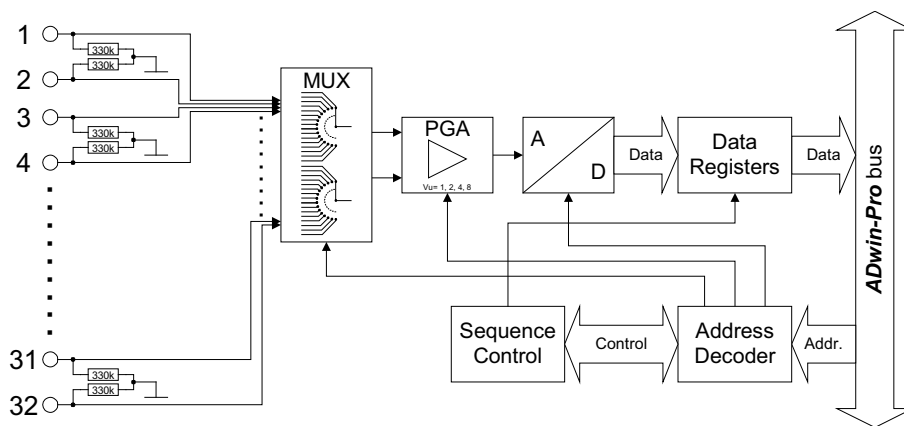 1
330k
330k
2
3
330k
330k
4
31
330k
330k
32
MUX
PGA
Vu= 1, 2, 4, 8
A
D
Data
Data
Registers
Data
ADwin-Pro bus
Sequence
Control
Control
Address
Decoder
Addr.